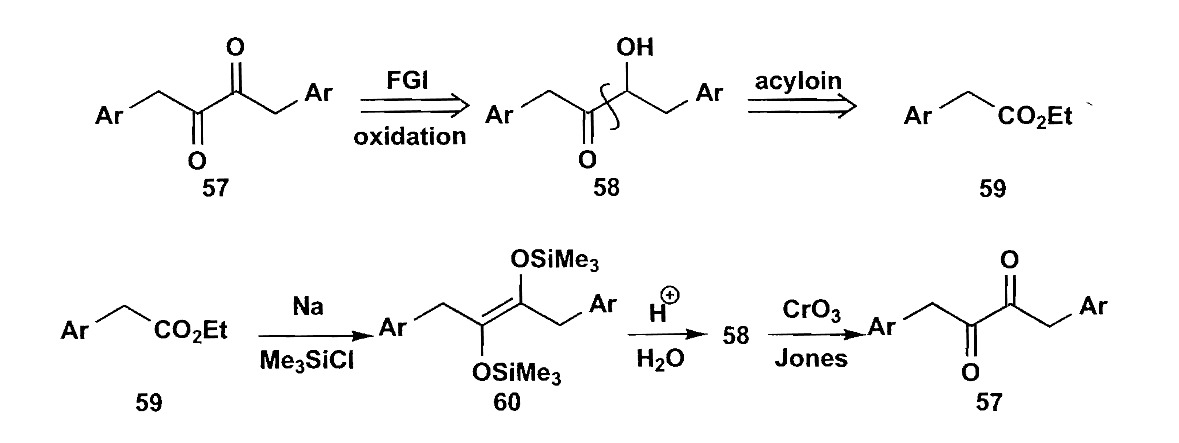 O OH
Ar FGI Ar acyloin
Ar oxidation Ar Ar CO₂Et
O O
57 58 59
OSiMe₃ O
Na Ar H⊕ CrO₃ Ar
Ar CO₂Et Ar 58 Ar
Me₃SiCl H₂O Jones
OSiMe₃ O
59 60 57